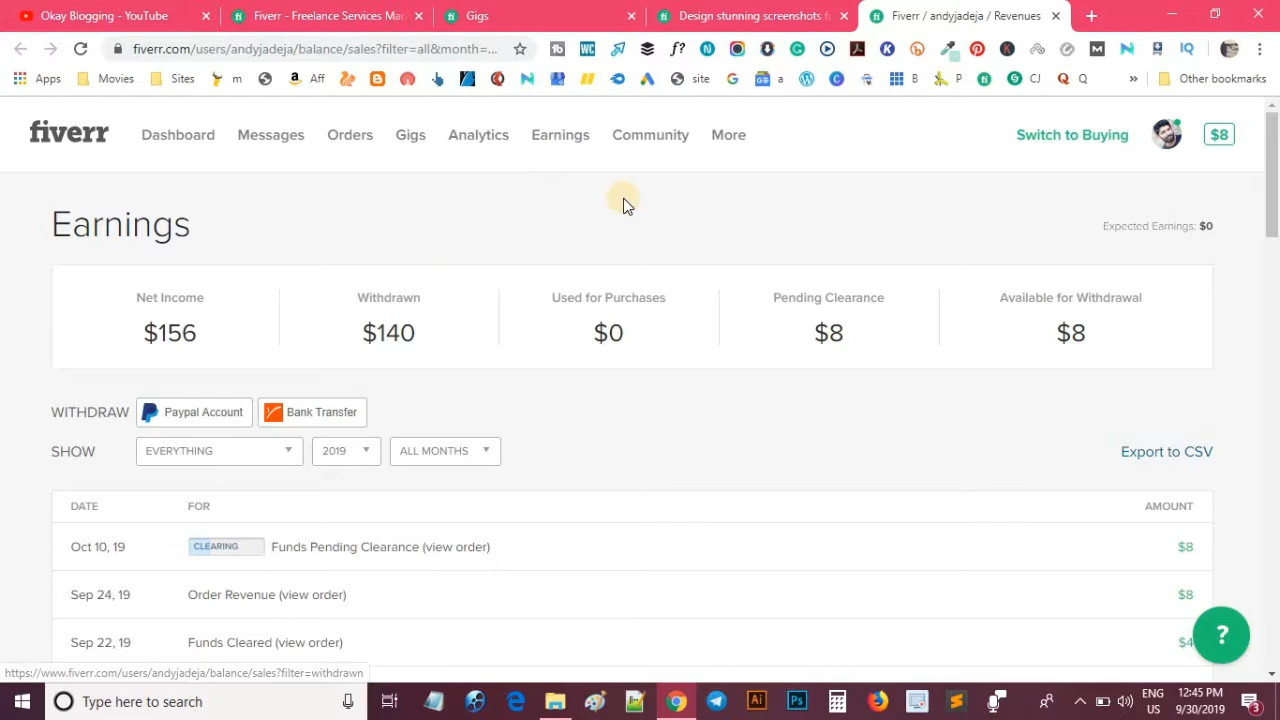 Okay Blogging - YouTube
Fiverr - Freelance Services Mar
Gigs
Design stunning screenshots f
Fiverr / andyjadeja / Revenues
fiverr.com/users/andyjadeja/balance/sales?filter=all&month=...
Apps
Movies
Sites
m
Aff
site
a
B
P
CJ
Q
»
Other bookmarks
fiverr
Dashboard
Messages
Orders
Gigs
Analytics
Earnings
Community
More
Switch to Buying
$8
Earnings
Expected Earnings: $0
Net Income
Withdrawn
Used for Purchases
Pending Clearance
Available for Withdrawal
$156
$140
$0
$8
$8
WITHDRAW
Paypal Account
Bank Transfer
SHOW
EVERYTHING
2019
ALL MONTHS
Export to CSV
DATE
FOR
AMOUNT
Oct 10, 19
CLEARING
Funds Pending Clearance (view order)
$8
Sep 24, 19
Order Revenue (view order)
$8
Sep 22, 19
Funds Cleared (view order)
$4
?
https://www.fiverr.com/users/andyjadeja/balance/sales?filter=withdrawn
Type here to search
Ai
Ps
ENG
US
12:45 PM
9/30/2019
3